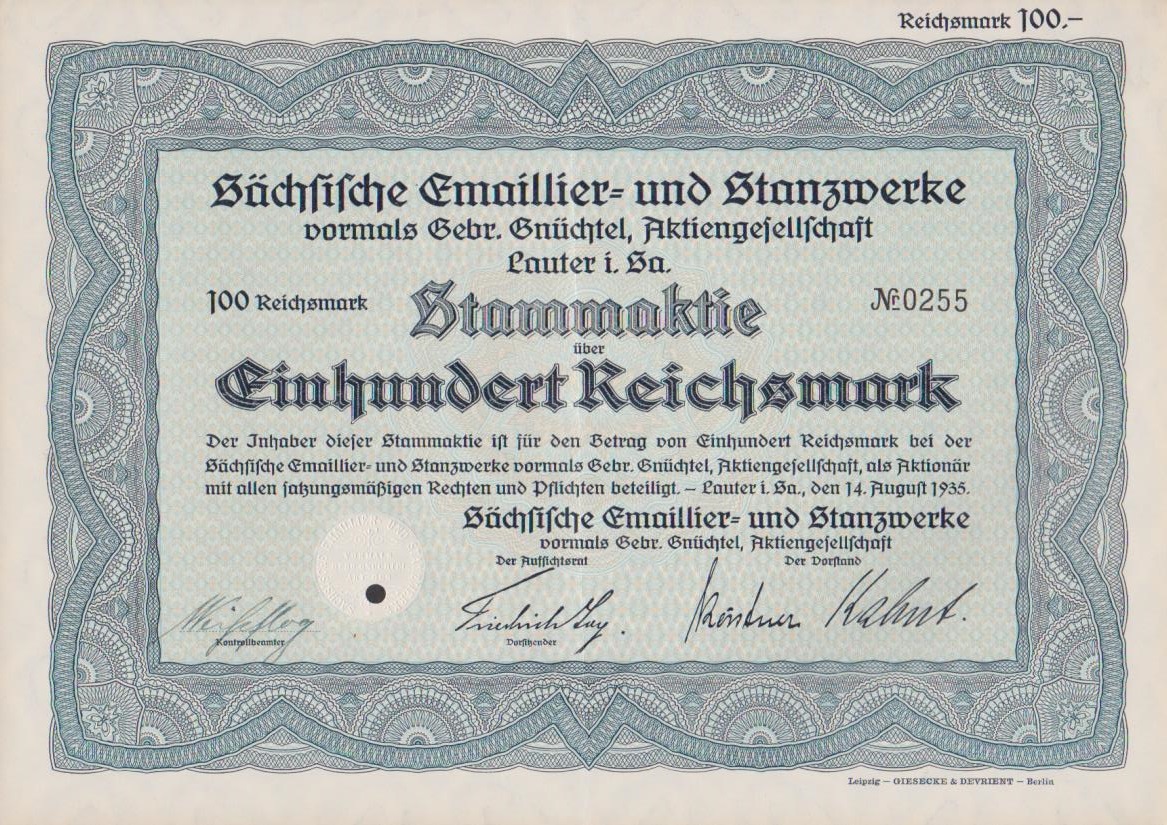 Reichsmark 100.–
Sächsische Emaillier- und Stanzwerke
vormals Gebr. Gnüchtel, Aktiengesellschaft
Lauter i. Sa.
100 Reichsmark Stammaktie № 0255
über
Einhundert Reichsmark
Der Inhaber dieser Stammaktie ist für den Betrag von Einhundert Reichsmark bei der
Sächsische Emaillier- und Stanzwerke vormals Gebr. Gnüchtel, Aktiengesellschaft, als Aktionär
mit allen satzungsmäßigen Rechten und Pflichten beteiligt. – Lauter i. Sa., den 14. August 1935.
Sächsische Emaillier- und Stanzwerke
vormals Gebr. Gnüchtel, Aktiengesellschaft
Der Aufsichtsrat Der Vorstand
Friedrich
Kontrollbeamter Vorsitzender
Leipzig – GIESECKE & DEVRIENT – Berlin